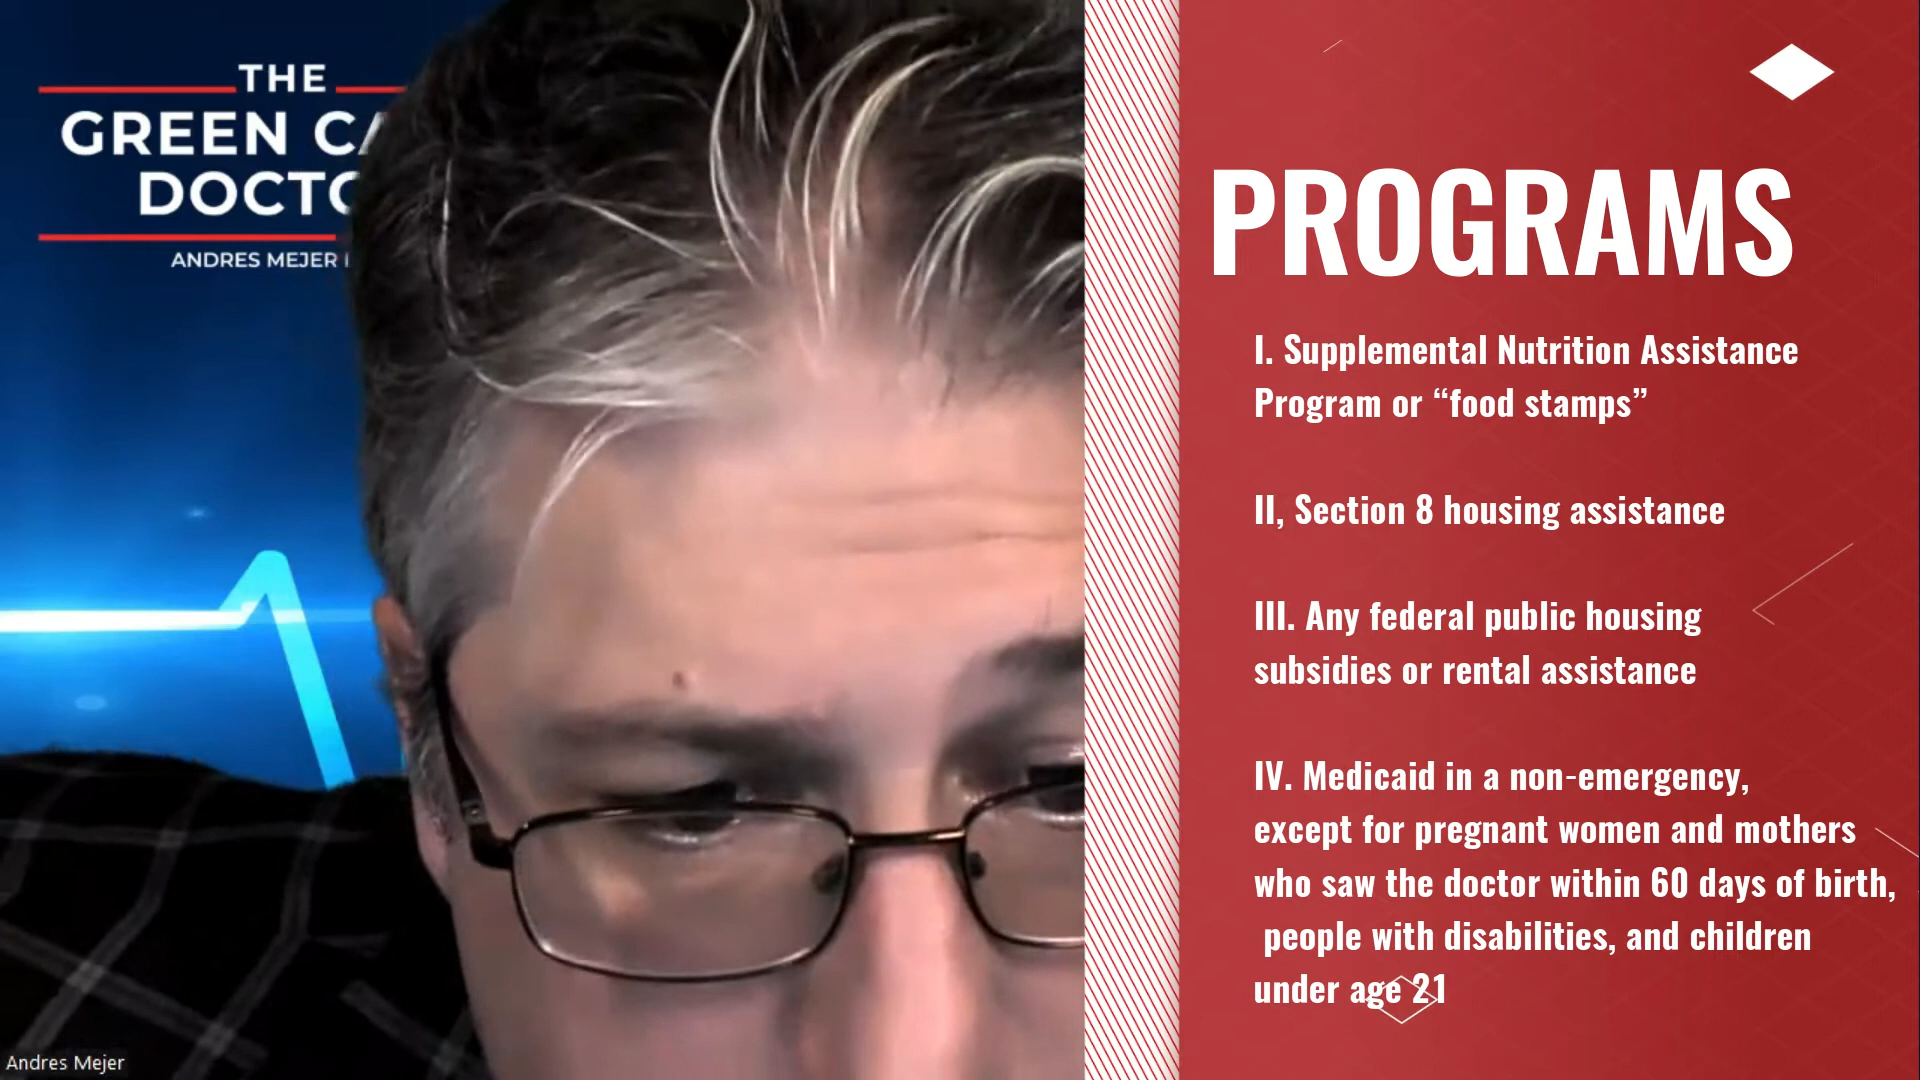 THE
GREEN CA
DOCTO
ANDRES MEJER
Andres Mejer
PROGRAMS
I. Supplemental Nutrition Assistance
Program or “food stamps”
II, Section 8 housing assistance
III. Any federal public housing
subsidies or rental assistance
IV. Medicaid in a non-emergency,
except for pregnant women and mothers
who saw the doctor within 60 days of birth,
people with disabilities, and children
under age 21